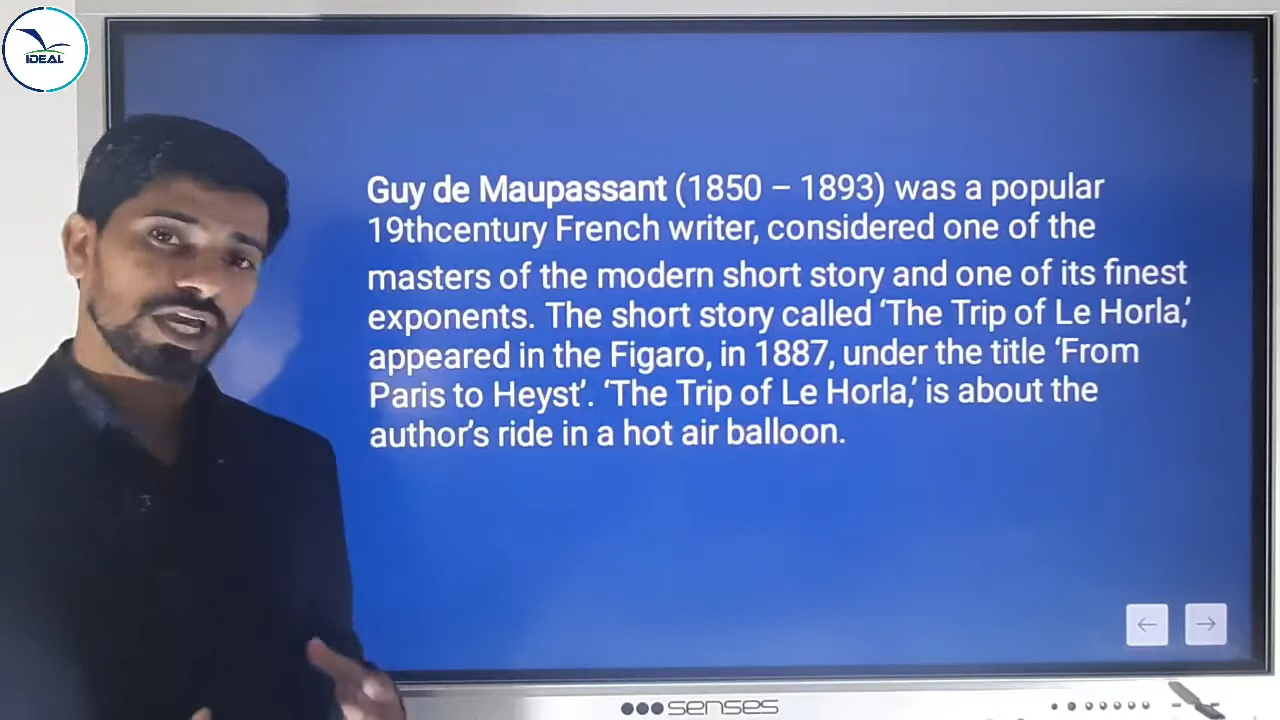 IDEAL
Guy de Maupassant (1850 – 1893) was a popular
19thcentury French writer, considered one of the
masters of the modern short story and one of its finest
exponents. The short story called ‘The Trip of Le Horla,’
appeared in the Figaro, in 1887, under the title ‘From
Paris to Heyst’. ‘The Trip of Le Horla,’ is about the
author’s ride in a hot air balloon.
senses